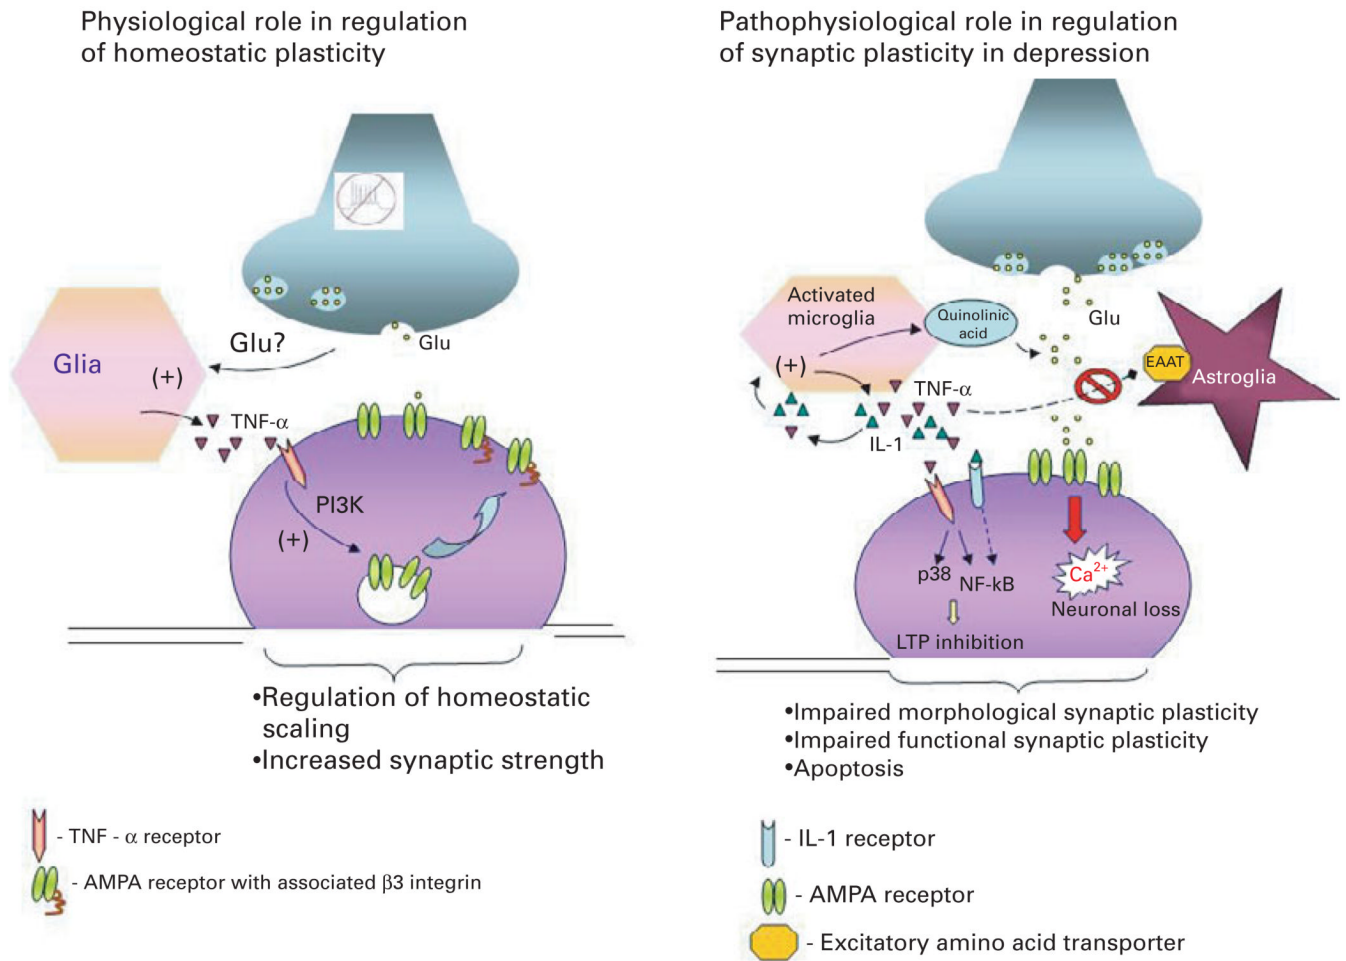 Physiological role in regulation
of homeostatic plasticity
Glia
(+)
Glu?
Glu
TNF-α
PI3K
(+)
•Regulation of homeostatic
scaling
•Increased synaptic strength
- TNF - α receptor
- AMPA receptor with associated β3 integrin
Pathophysiological role in regulation
of synaptic plasticity in depression
Activated
microglia
(+)
Quinolinic
acid
Glu
EAAT
Astroglia
TNF-α
IL-1
p38
NF-kB
LTP inhibition
Ca2+
Neuronal loss
•Impaired morphological synaptic plasticity
•Impaired functional synaptic plasticity
•Apoptosis
- IL-1 receptor
- AMPA receptor
- Excitatory amino acid transporter